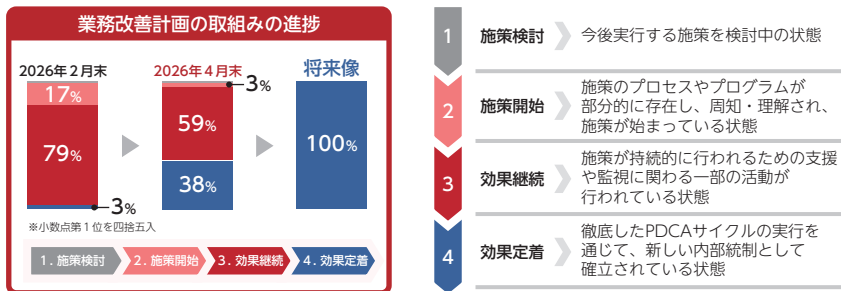 業務改善計画の取組みの進捗
2026年2月末
17%
79%
3%
2026年4月末
3%
59%
38%
将来像
100%
※小数点第1位を四捨五入
1. 施策検討
2. 施策開始
3. 効果継続
4. 効果定着
1
施策検討
今後実行する施策を検討中の状態
2
施策開始
施策のプロセスやプログラムが
部分的に存在し、周知・理解され、
施策が始まっている状態
3
効果継続
施策が持続的に行われるための支援
や監視に関わる一部の活動が
行われている状態
4
効果定着
徹底したPDCAサイクルの実行を
通じて、新しい内部統制として
確立されている状態